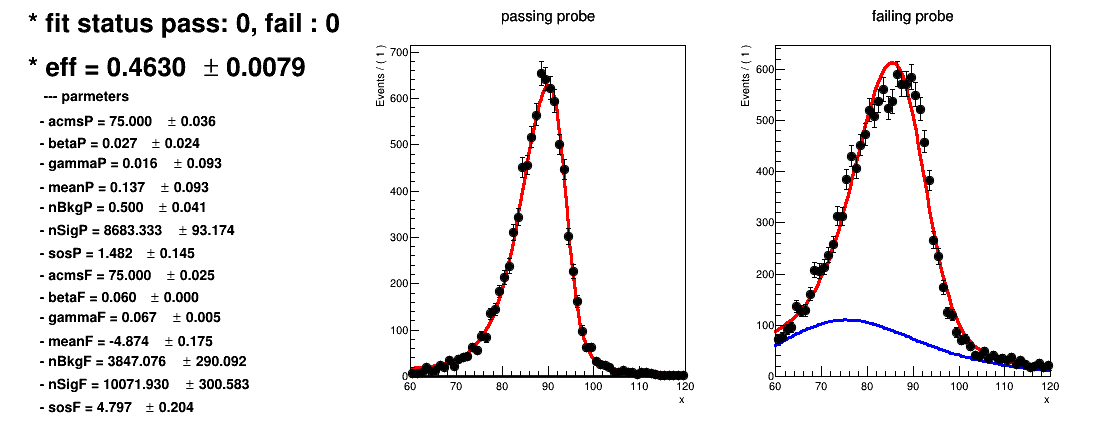 * fit status pass: 0, fail : 0
* eff = 0.4630 ± 0.0079
--- parmeters
- acmsP = 75.000 ± 0.036
- betaP = 0.027 ± 0.024
- gammaP = 0.016 ± 0.093
- meanP = 0.137 ± 0.093
- nBkgP = 0.500 ± 0.041
- nSigP = 8683.333 ± 93.174
- sosP = 1.482 ± 0.145
- acmsF = 75.000 ± 0.025
- betaF = 0.060 ± 0.000
- gammaF = 0.067 ± 0.005
- meanF = -4.874 ± 0.175
- nBkgF = 3847.076 ± 290.092
- nSigF = 10071.930 ± 300.583
- sosF = 4.797 ± 0.204
passing probe
Events / ( 1 )
700
600
500
400
300
200
100
0
60 70 80 90 100 110 120
x
failing probe
Events / ( 1 )
600
500
400
300
200
100
0
60 70 80 90 100 110 120
x